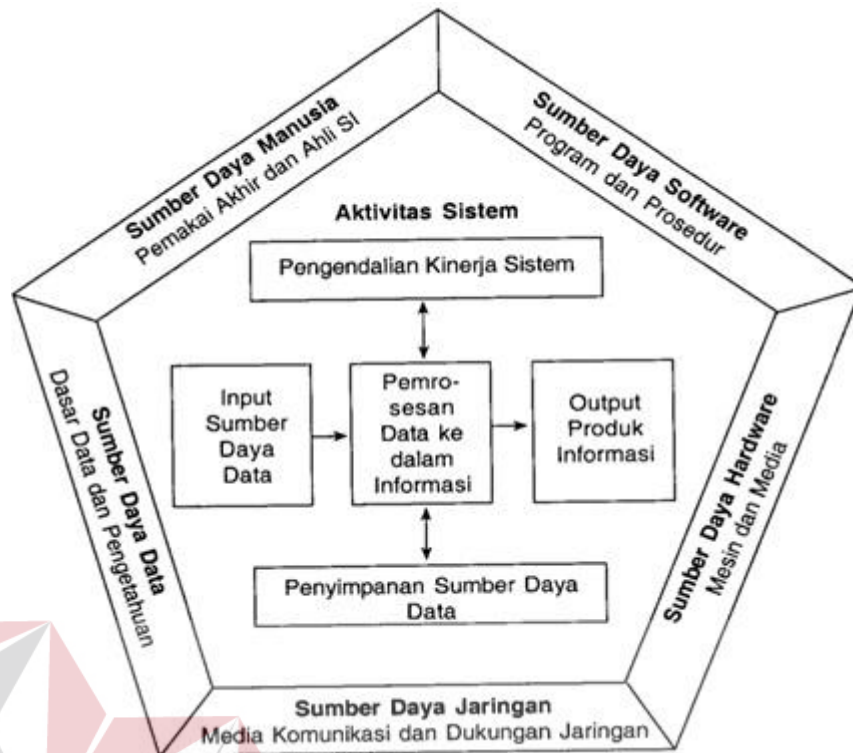 Sumber Daya Manusia
Pemakai Akhir dan Ahli SI
Sumber Daya Software
Program dan Prosedur
Aktivitas Sistem
Pengendalian Kinerja Sistem
Input
Sumber
Daya
Data
Pemro-
sesan
Data ke
dalam
Informasi
Output
Produk
Informasi
Penyimpanan Sumber Daya
Data
Sumber Daya Data
Dasar Data dan Pengetahuan
Sumber Daya Hardware
Mesin dan Media
Sumber Daya Jaringan
Media Komunikasi dan Dukungan Jaringan